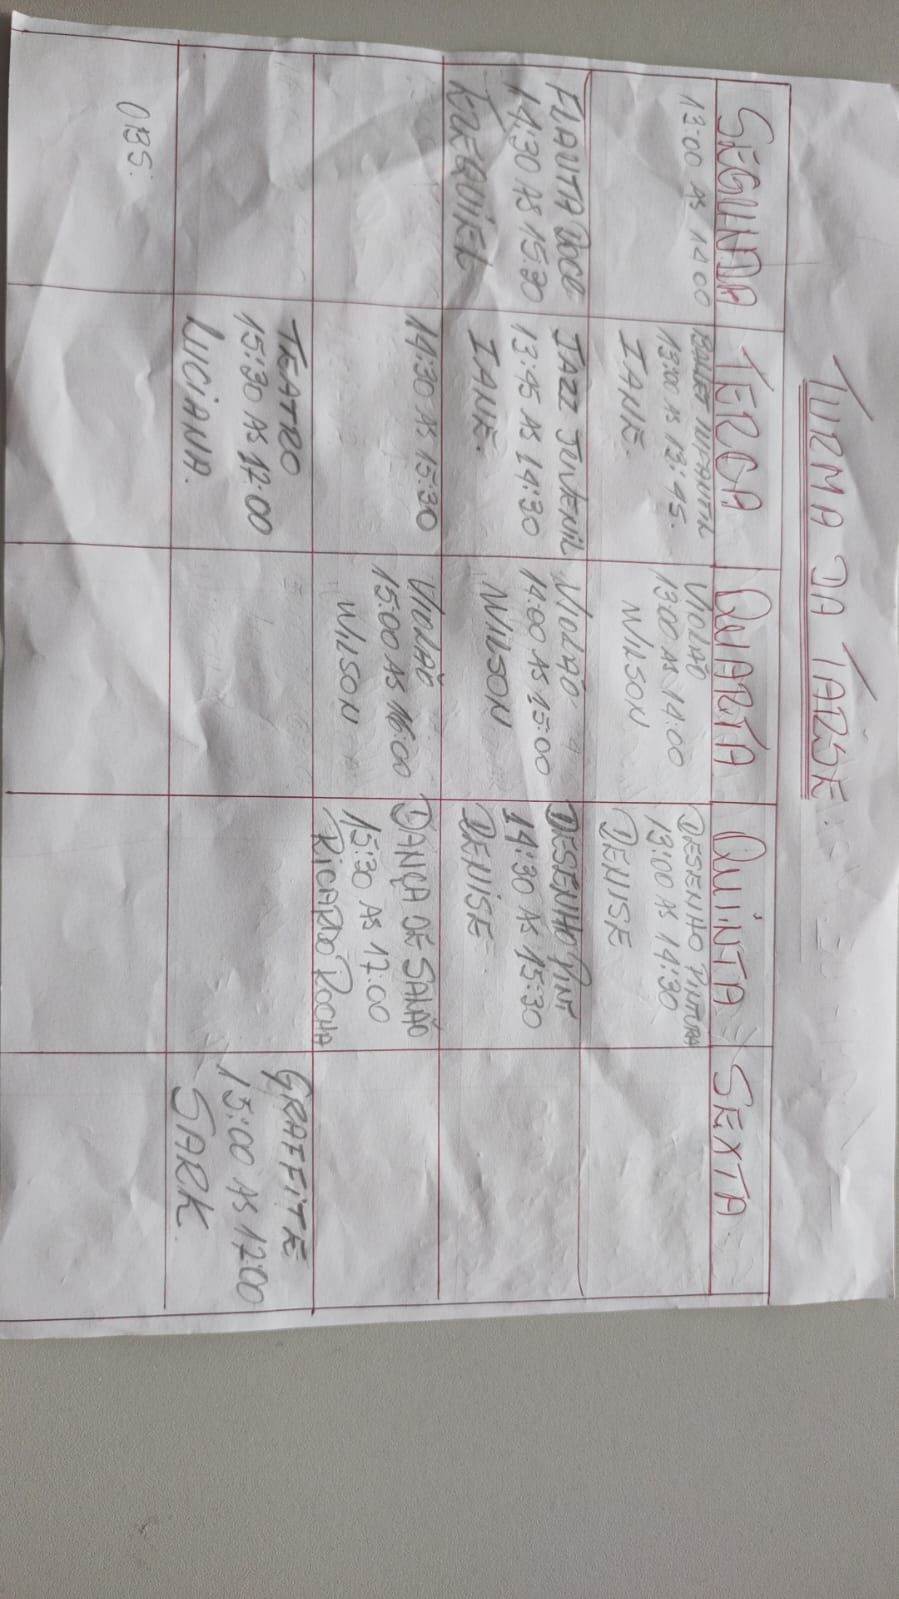 TURMA DA TARDE:
SEGUNDA TERÇA QUARTA QUINTA SEXTA
13:00 AS 14:00
BALLET INFANTIL
13:00 AS 13:45.
IANE.
VIOLÃO
13:00 AS 14:00
WILSON
DESENHO PINTURA
13:00 AS 14:30
DENISE
FLAUTA DOCE
14:30 AS 15:30
EZEQUIEL
JAZZ JUVENIL
13:45 AS 14:30
IANE.
VIOLÃO
14:00 AS 15:00
WILSON
DESENHO PINT
14:30 AS 15:30
DENISE
14:30 AS 15:30
VIOLÃO
15:00 AS 16:00
WILSON
DANÇA DE SALÃO
15:30 AS 17:00
RICARDO ROCHA
TEATRO
15:30 AS 17:00
LUCIANA.
GRAFFITE
15:00 AS 17:00
SARK.
OBS: